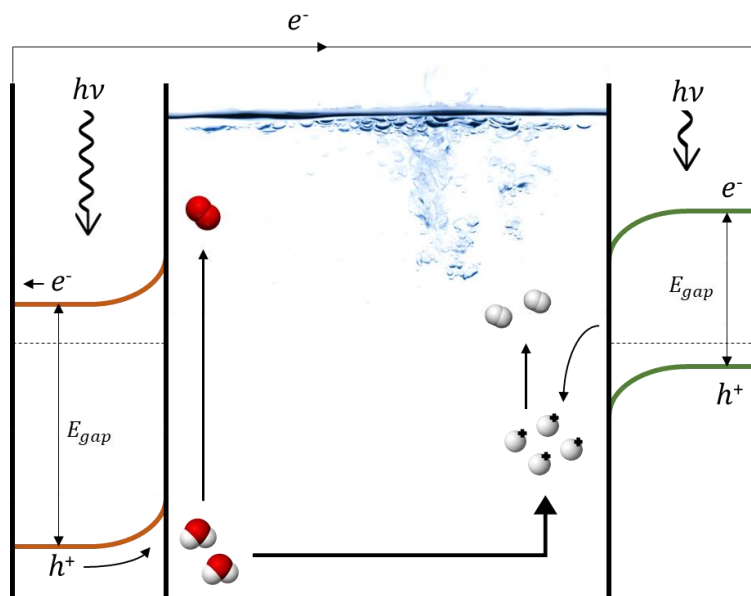 e⁻
hν
hν
e⁻
e⁻
E_gap
E_gap
h⁺
h⁺
+
+
+
+